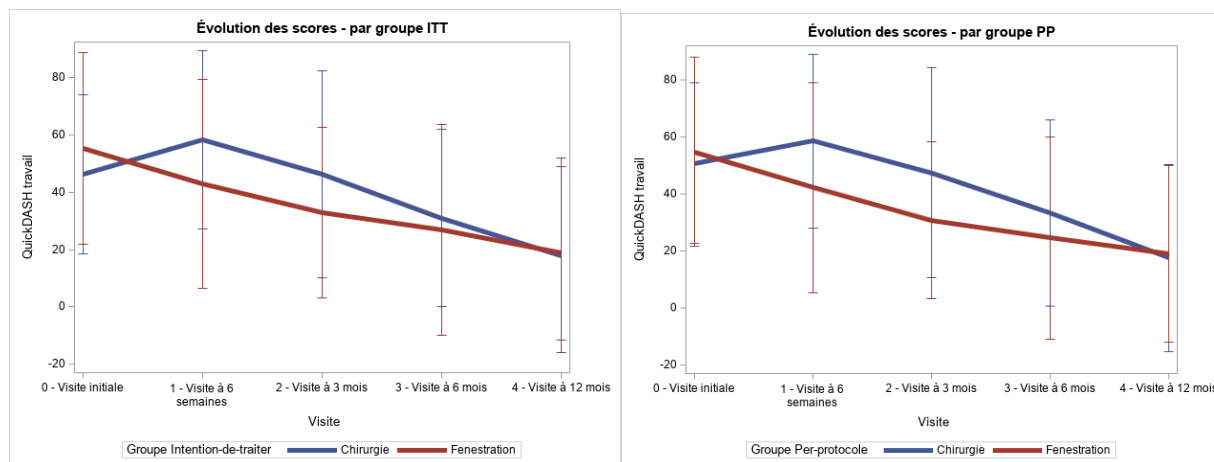 Évolution des scores - par groupe ITT
QuickDASH travail
80
60
40
20
0
-20
0 - Visite initiale
1 - Visite à 6
semaines
2 - Visite à 3 mois
3 - Visite à 6 mois
4 - Visite à 12 mois
Visite
Groupe Intention-de-traiter Chirurgie Fenestration
Évolution des scores - par groupe PP
QuickDASH travail
80
60
40
20
0
-20
0 - Visite initiale
1 - Visite à 6
semaines
2 - Visite à 3 mois
3 - Visite à 6 mois
4 - Visite à 12 mois
Visite
Groupe Per-protocole Chirurgie Fenestration